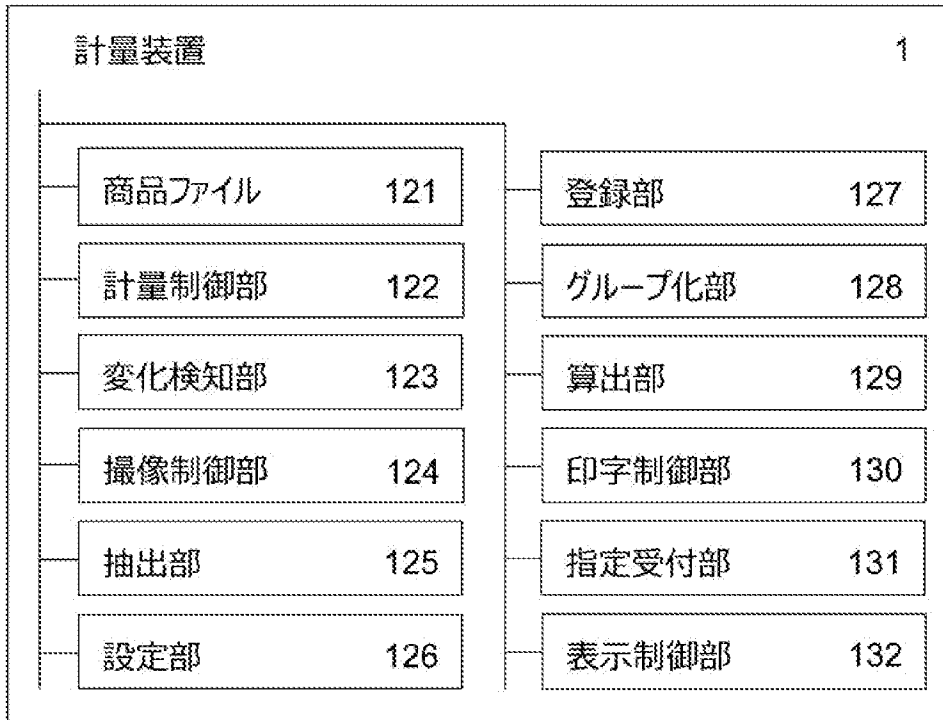 計量装置 1
商品ファイル 121
計量制御部 122
変化検知部 123
撮像制御部 124
抽出部 125
設定部 126
登録部 127
グループ化部 128
算出部 129
印字制御部 130
指定受付部 131
表示制御部 132